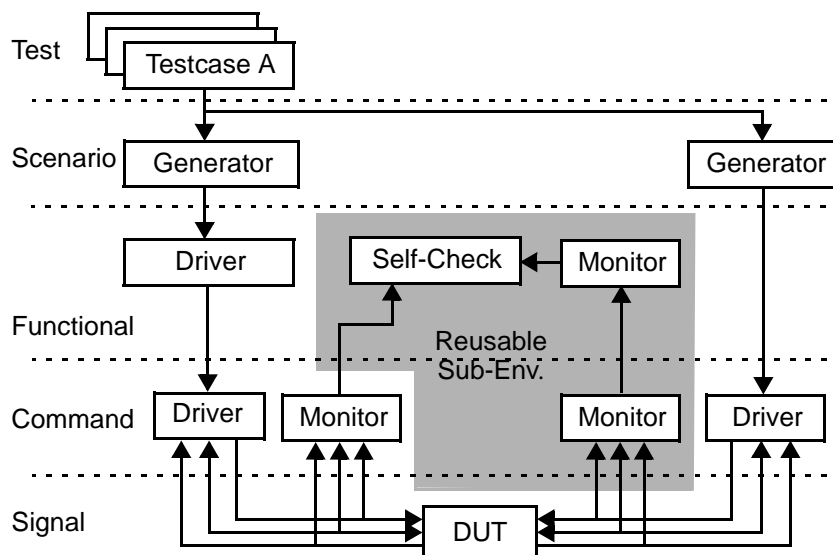 Test
Testcase A
Scenario
Generator
Generator
Driver
Self-Check
Monitor
Functional
Reusable
Sub-Env.
Command
Driver
Monitor
Monitor
Driver
Signal
DUT